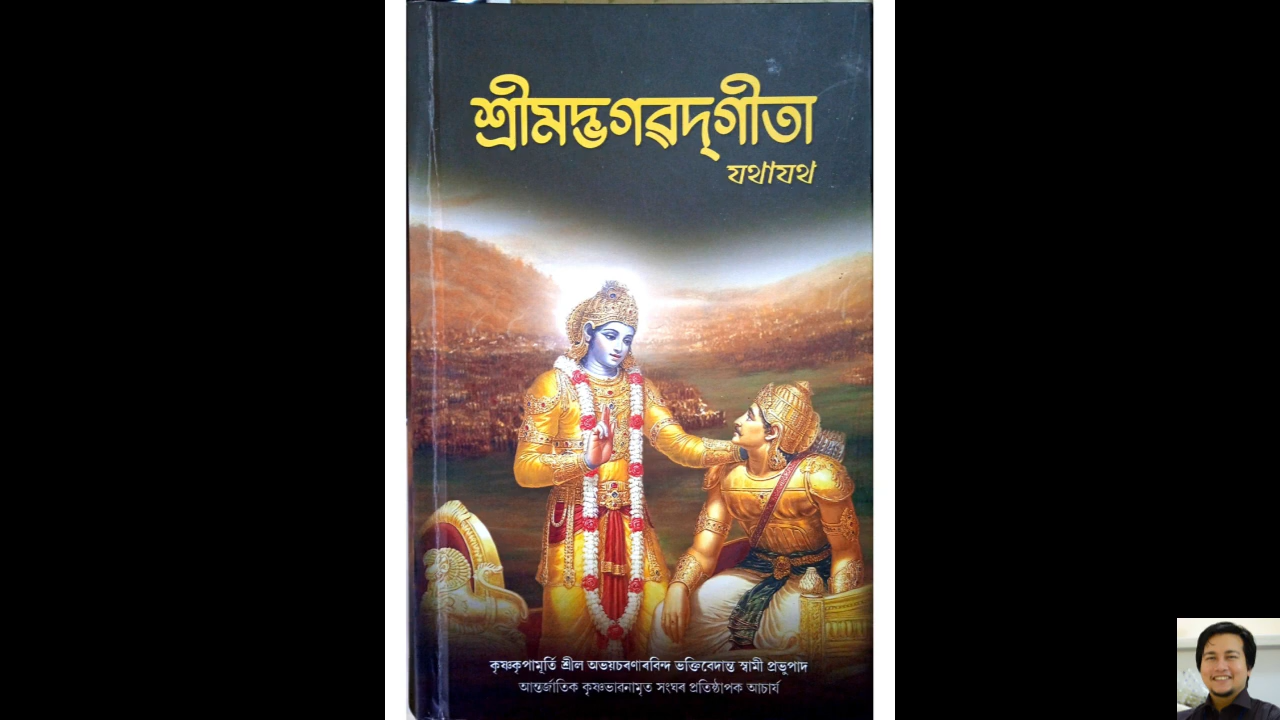 শ্ৰীমদ্ভগৱদ্‌গীতা
যথাযথ
কৃষ্ণকৃপামূৰ্তি শ্ৰীল অভয়চৰণাৰবিন্দ ভক্তিবেদান্ত স্বামী প্ৰভুপাদ
আন্তৰ্জাতিক কৃষ্ণভাৱনামৃত সংঘৰ প্ৰতিষ্ঠাপক আচাৰ্য